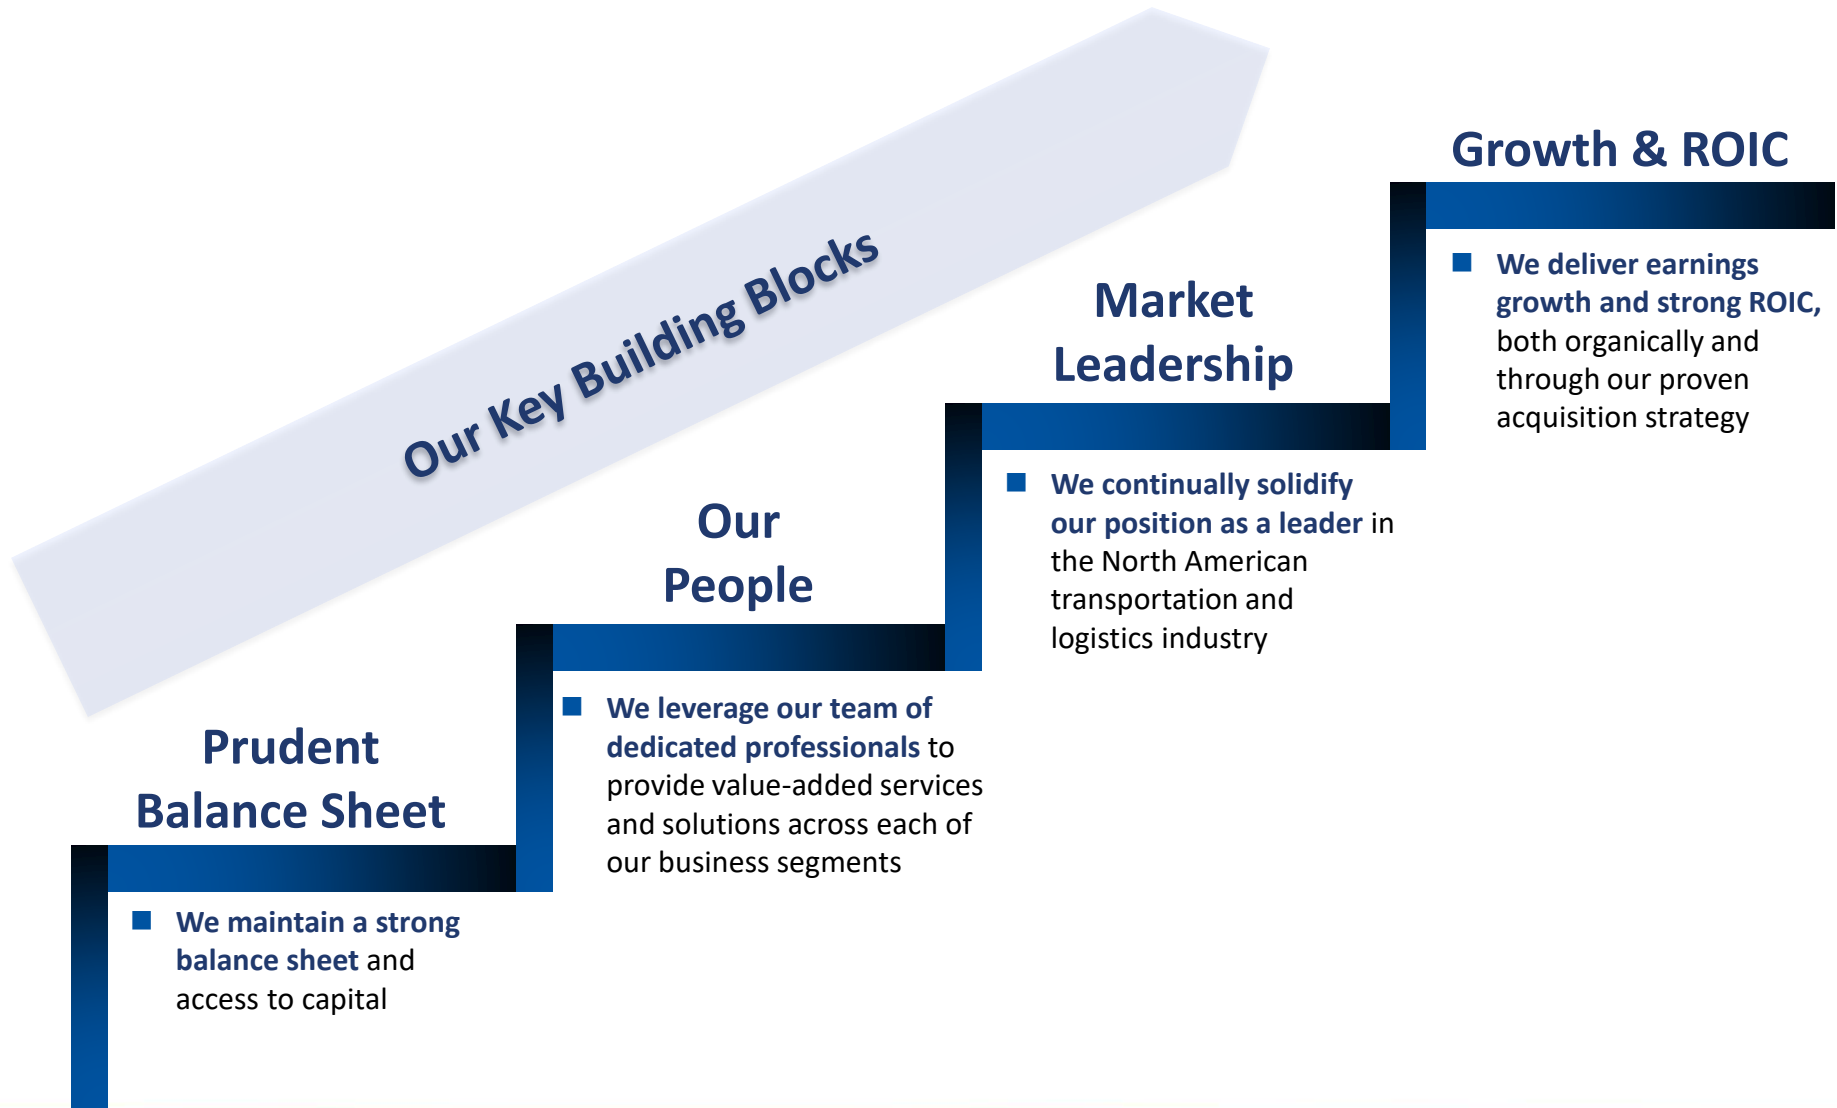 Our Key Building Blocks
Prudent
Balance Sheet
We maintain a strong
balance sheet and
access to capital
Our
People
We leverage our team of
dedicated professionals to
provide value-added services
and solutions across each of
our business segments
Market
Leadership
We continually solidify
our position as a leader in
the North American
transportation and
logistics industry
Growth & ROIC
We deliver earnings
growth and strong ROIC,
both organically and
through our proven
acquisition strategy